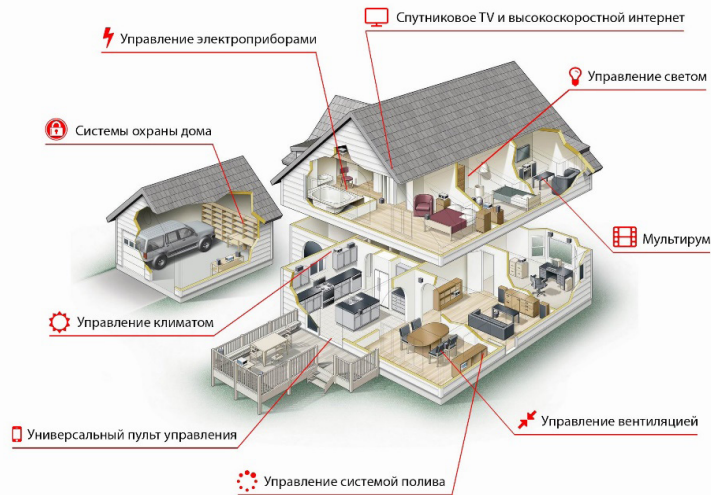 Спутниковое TV и высокоскоростной интернет
Управление электроприборами
Управление светом
Системы охраны дома
Мультирум
Управление климатом
Управление вентиляцией
Универсальный пульт управления
Управление системой полива